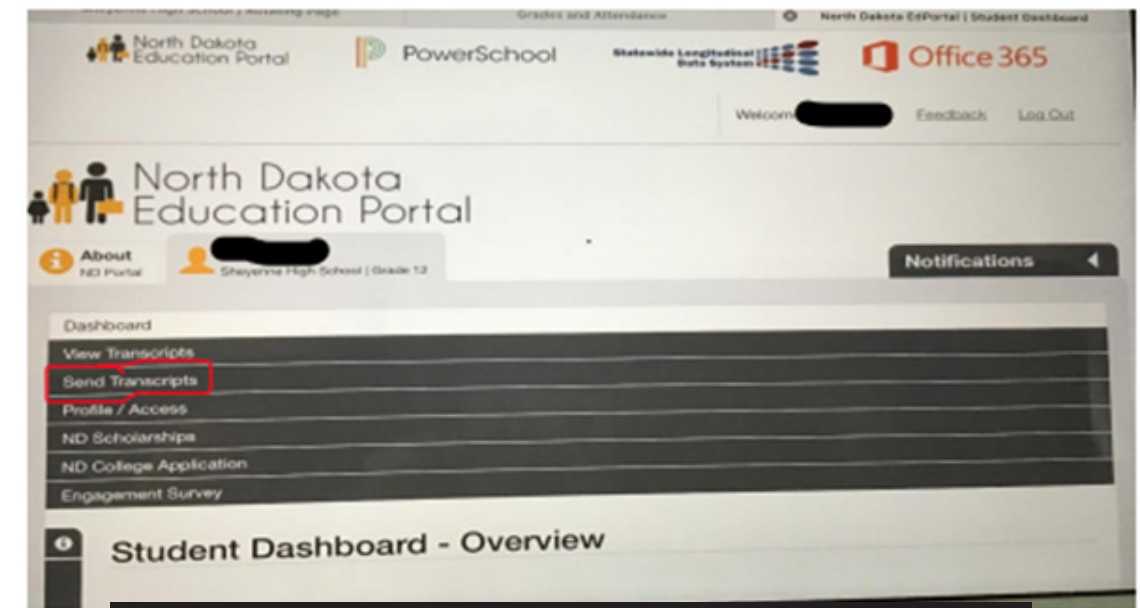 Grades and Attendance
North Dakota EdPortal | Student Dashboard
North Dakota
Education Portal
PowerSchool
Statewide Longitudinal
Data System
Office 365
Feedback
Log Out
North Dakota
Education Portal
About
ND Portal
Sheyenne High School | Grade 12
Notifications
Dashboard
View Transcripts
Send Transcripts
Profile / Access
ND Scholarships
ND College Application
Engagement Survey
Student Dashboard - Overview